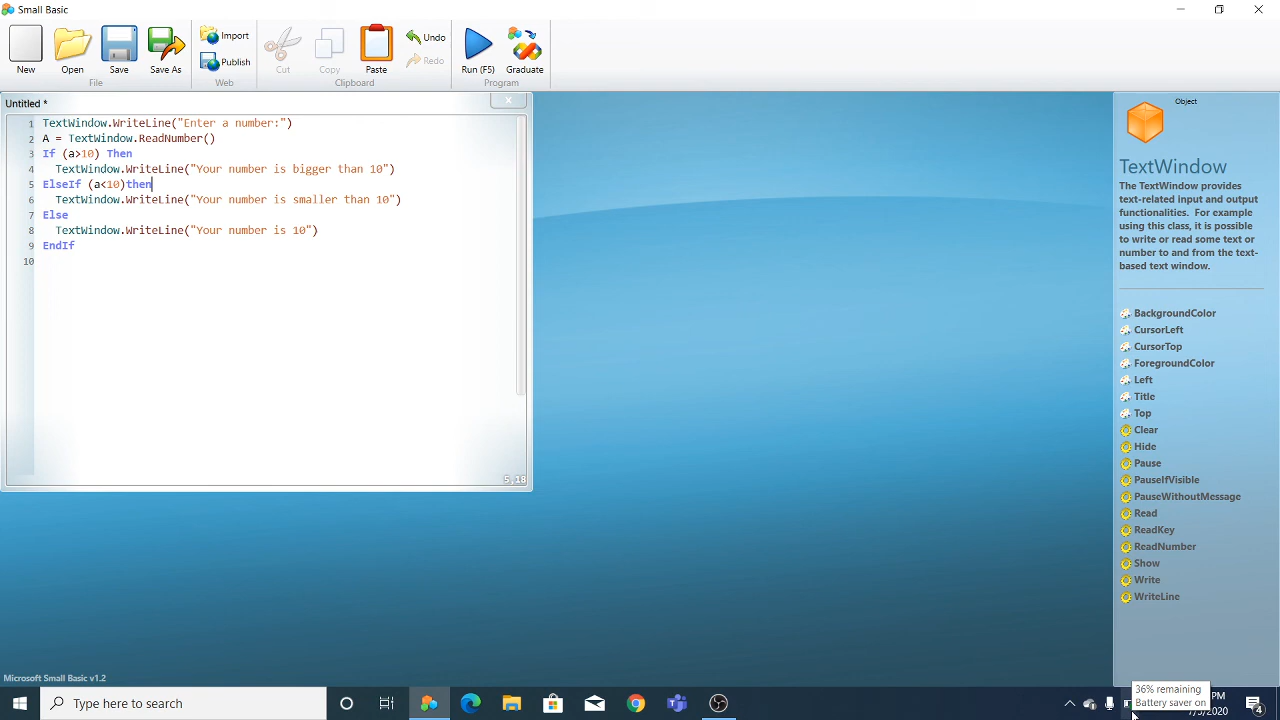 Small Basic
New
Open
Save
Save As
Import
Publish
Cut
Copy
Paste
Undo
Redo
Run (F5)
Graduate
File
Web
Clipboard
Program
Untitled *
x
1 TextWindow.WriteLine("Enter a number:")
2 A = TextWindow.ReadNumber()
3 If (a>10) Then
4 TextWindow.WriteLine("Your number is bigger than 10")
5 ElseIf (a<10)then
6 TextWindow.WriteLine("Your number is smaller than 10")
7 Else
8 TextWindow.WriteLine("Your number is 10")
9 EndIf
10
5,18
Object
TextWindow
The TextWindow provides
text-related input and output
functionalities. For example
using this class, it is possible
to write or read some text or
number to and from the text-
based text window.
BackgroundColor
CursorLeft
CursorTop
ForegroundColor
Left
Title
Top
Clear
Hide
Pause
PauseIfVisible
PauseWithoutMessage
Read
ReadKey
ReadNumber
Show
Write
WriteLine
Microsoft Small Basic v1.2
Type here to search
36% remaining
Battery saver on
PM
/2020
4